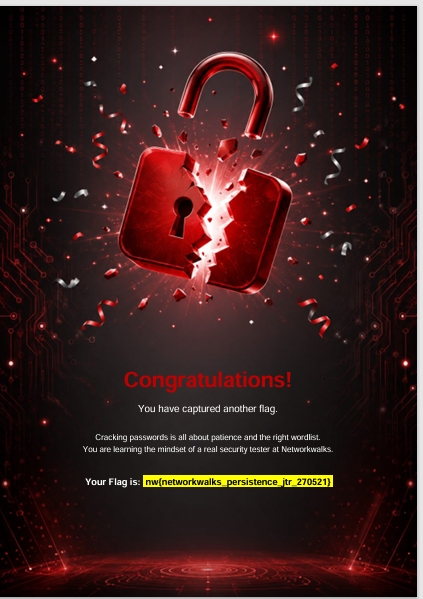 Congratulations!
You have captured another flag.
Cracking passwords is all about patience and the right wordlist.
You are learning the mindset of a real security tester at Networkwalks.
Your Flag is: nw{networkwalks_persistence_jtr_270521}